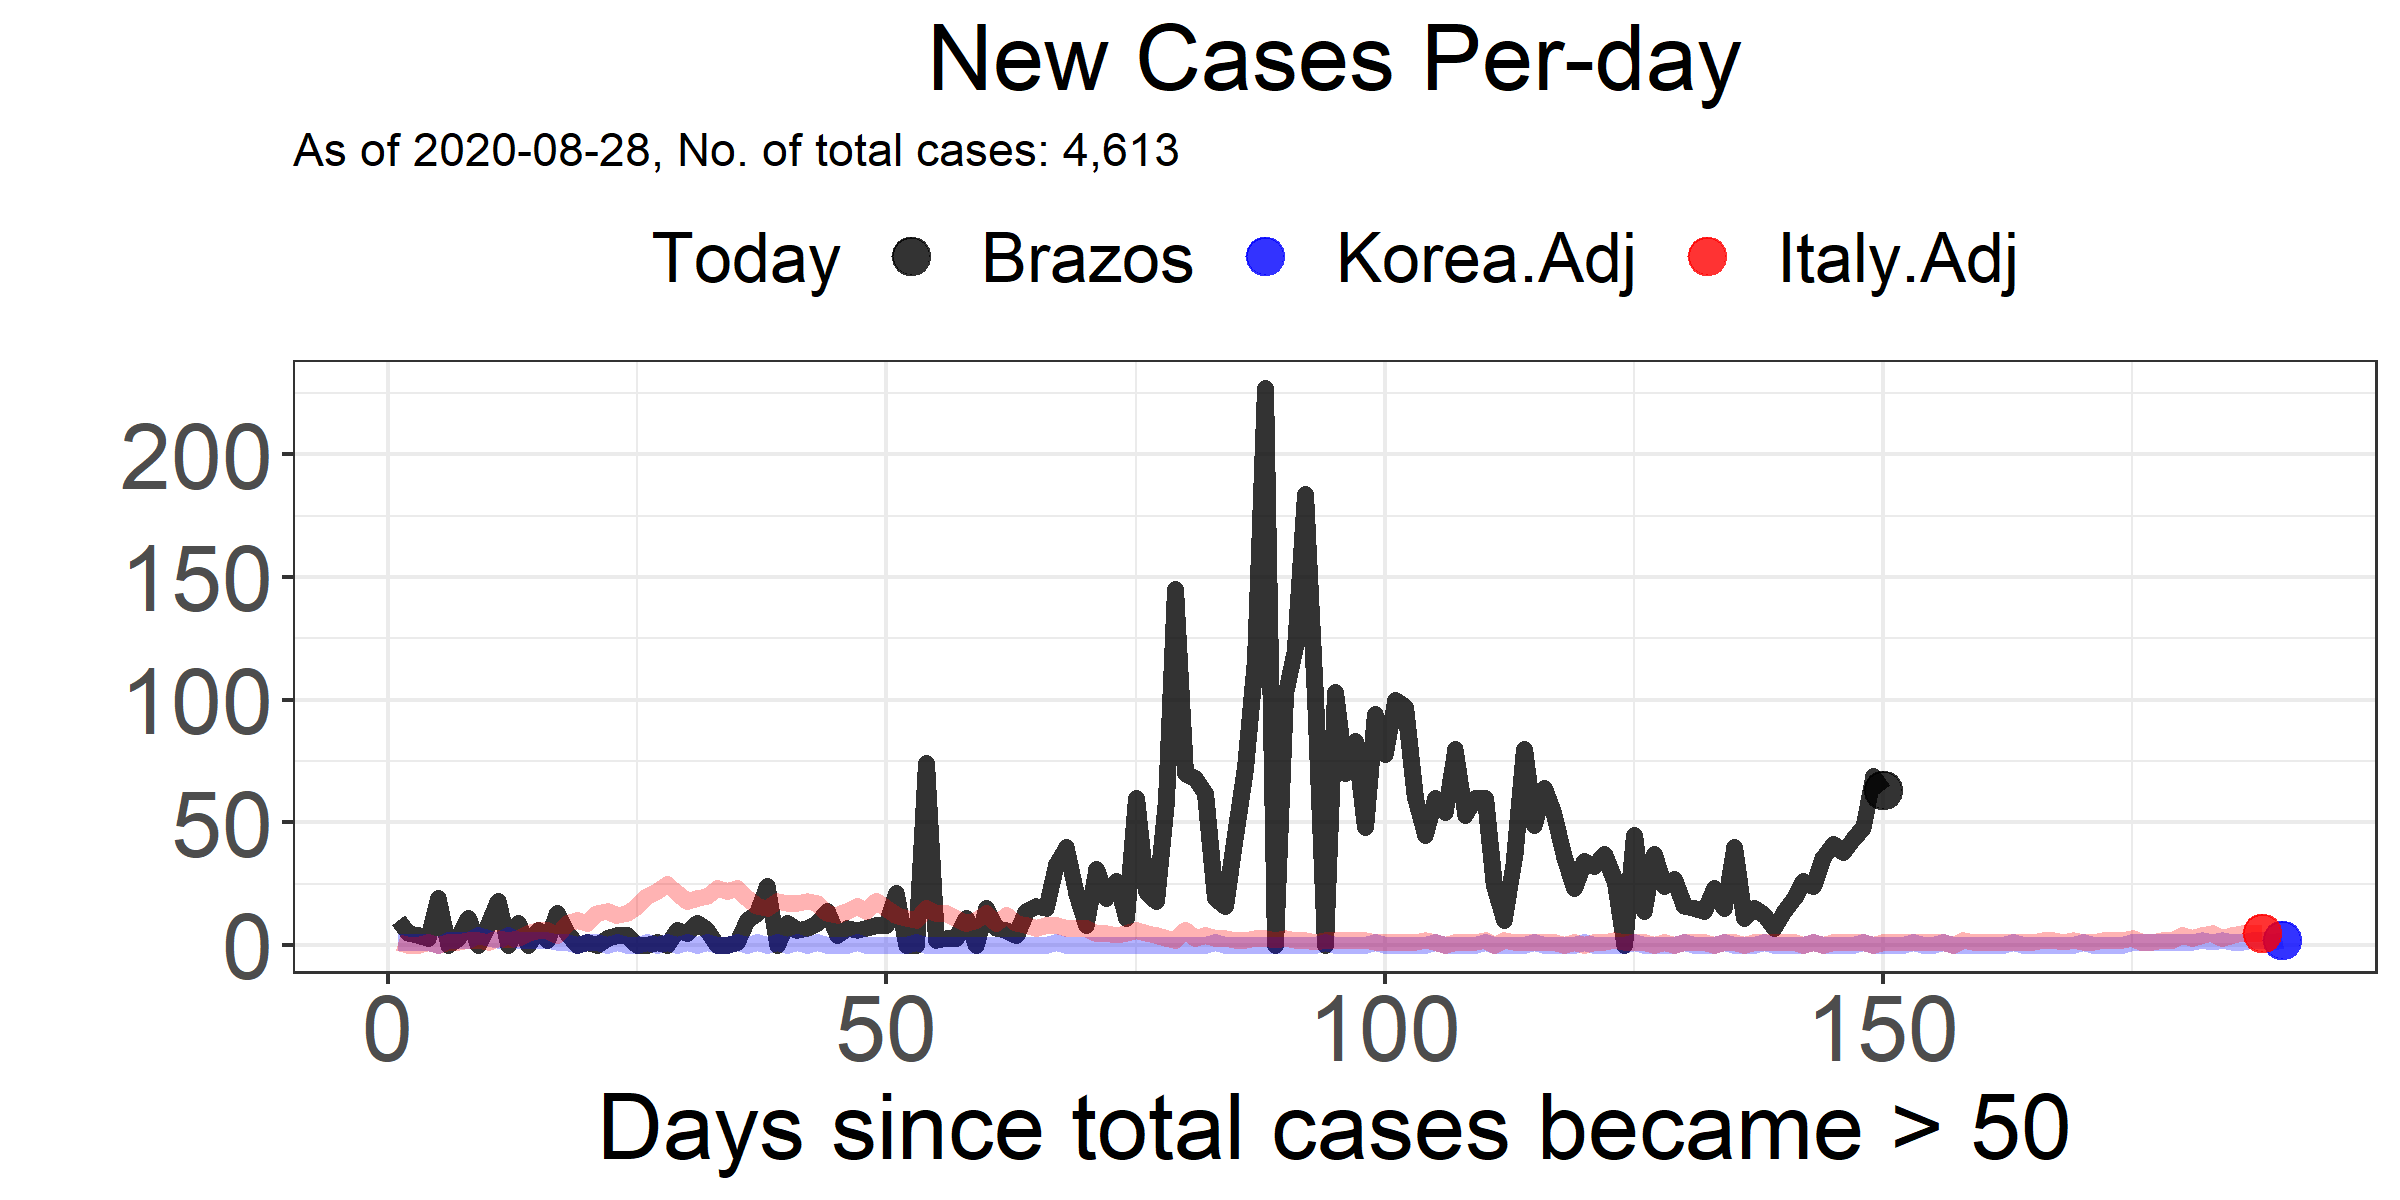 New Cases Per-day
As of 2020-08-28, No. of total cases: 4,613
Today Brazos Korea.Adj Italy.Adj
200
150
100
50
0
0 50 100 150
Days since total cases became > 50